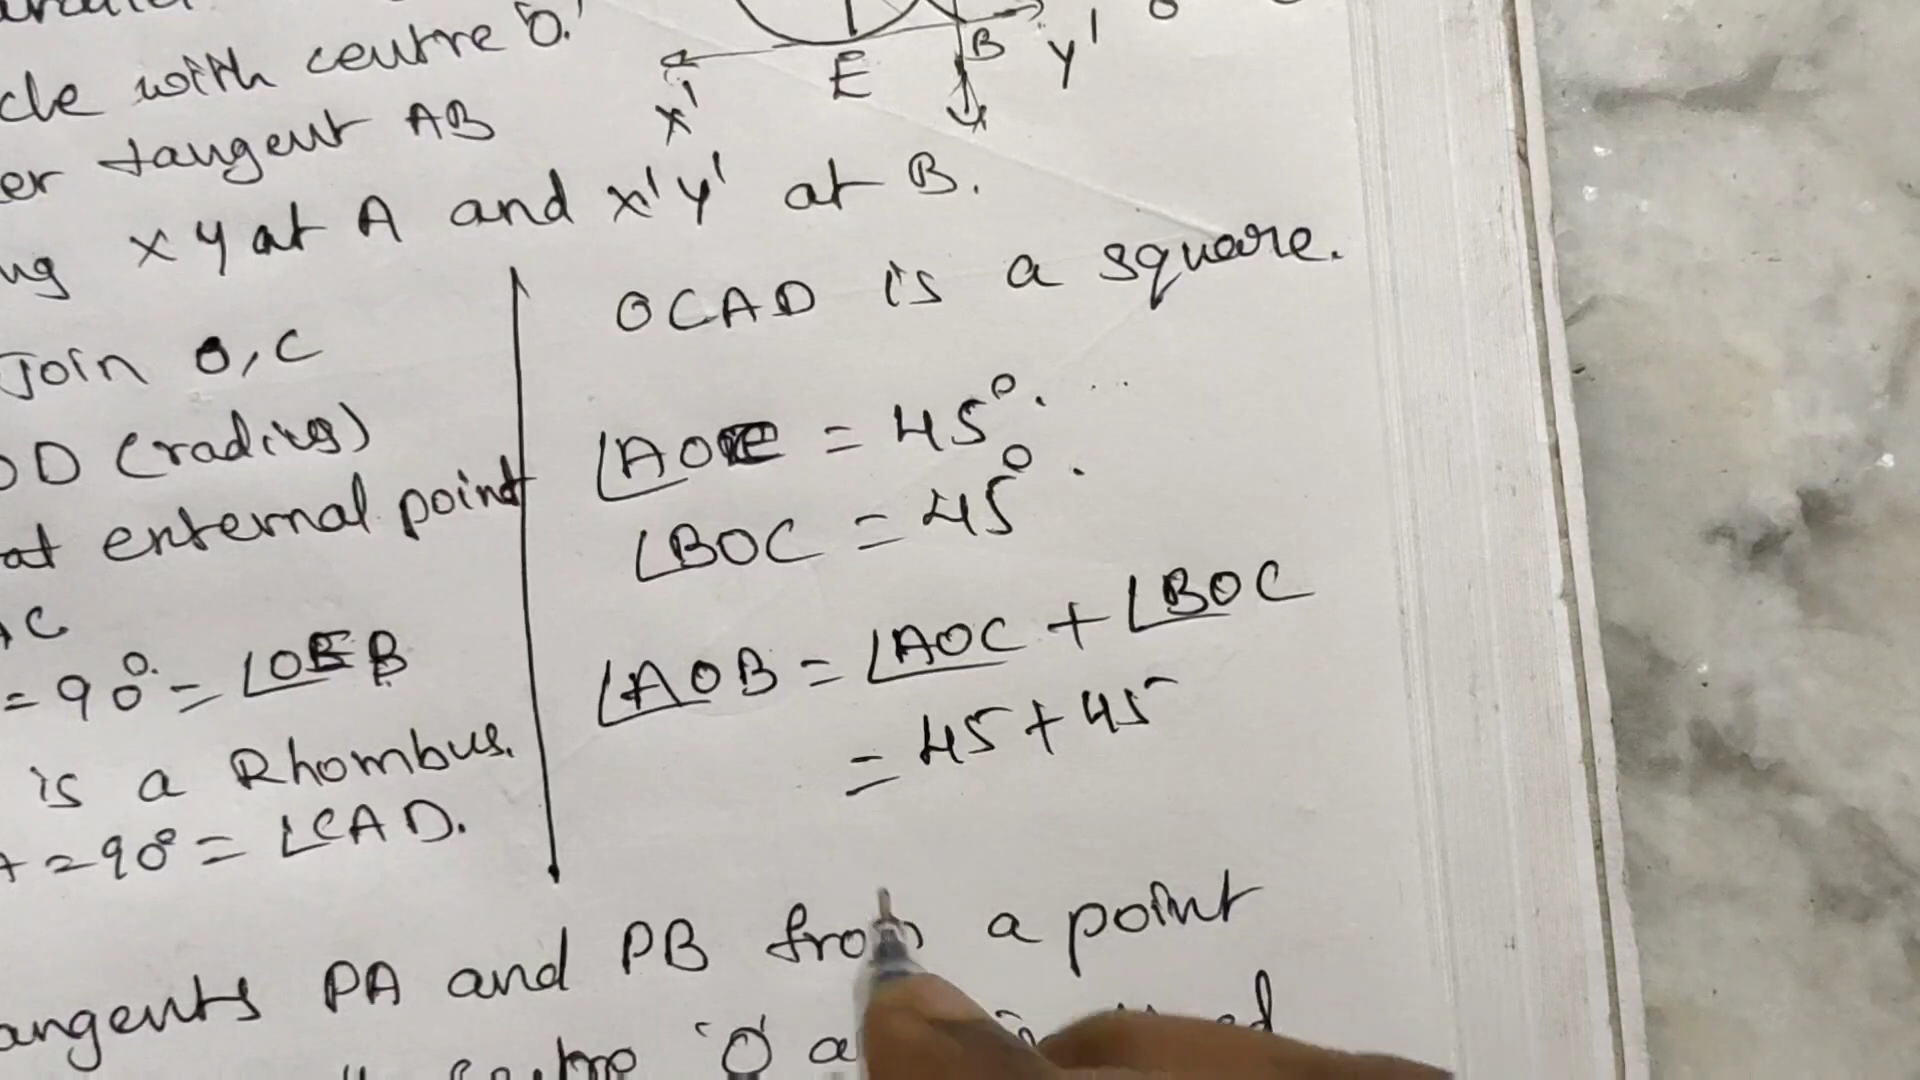 cle with centre 'O'.
E B y'
x'
er tangent AB
ng xy at A and x'y' at B.
Join O, C
OD (radius)
at external point
AC
= 90° = ∠OEB
is a Rhombus.
A = 90° = ∠CAD.
OCAD is a square.
∠AOC = 45°.
∠BOC = 45°.
∠AOB = ∠AOC + ∠BOC
= 45 + 45
angents PA and PB from a point
centre 'O' a